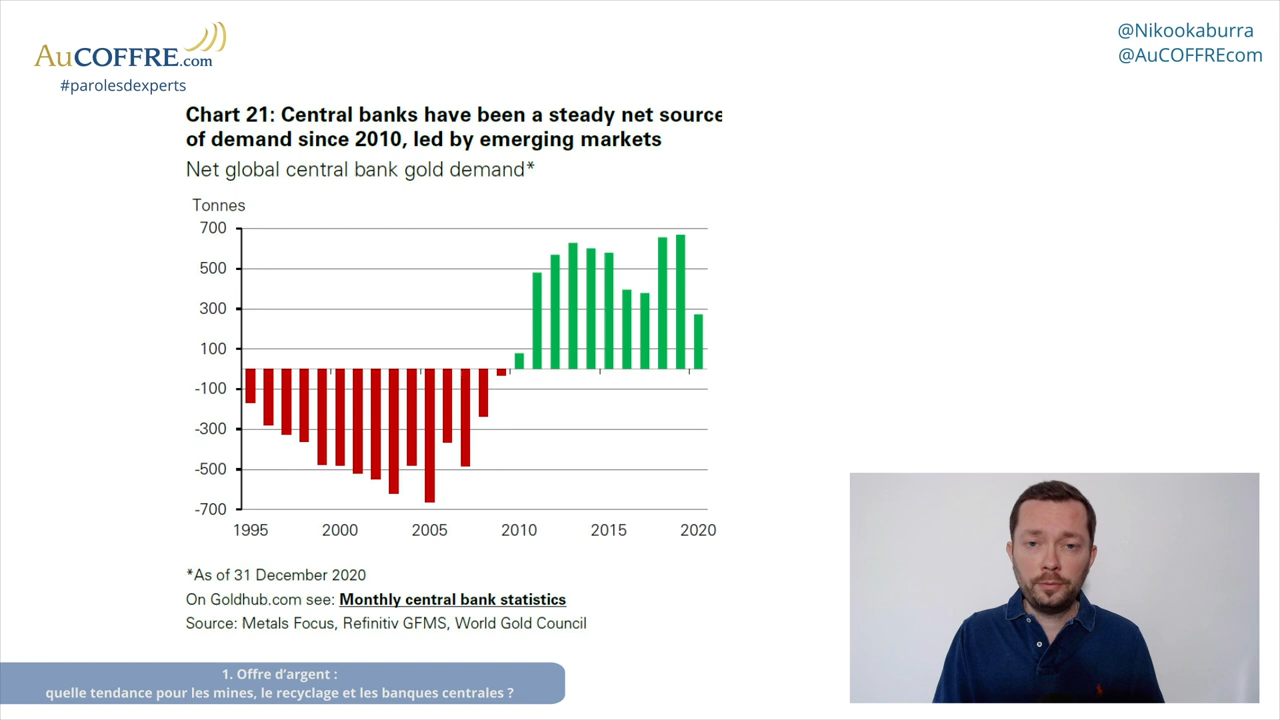 AuCOFFRE.com
#parolesdexperts
@Nikookaburra
@AuCOFFREcom
Chart 21: Central banks have been a steady net source
of demand since 2010, led by emerging markets
Net global central bank gold demand*
Tonnes
700
500
300
100
-100
-300
-500
-700
1995 2000 2005 2010 2015 2020
*As of 31 December 2020
On Goldhub.com see: Monthly central bank statistics
Source: Metals Focus, Refinitiv GFMS, World Gold Council
1. Offre d'argent :
quelle tendance pour les mines, le recyclage et les banques centrales ?